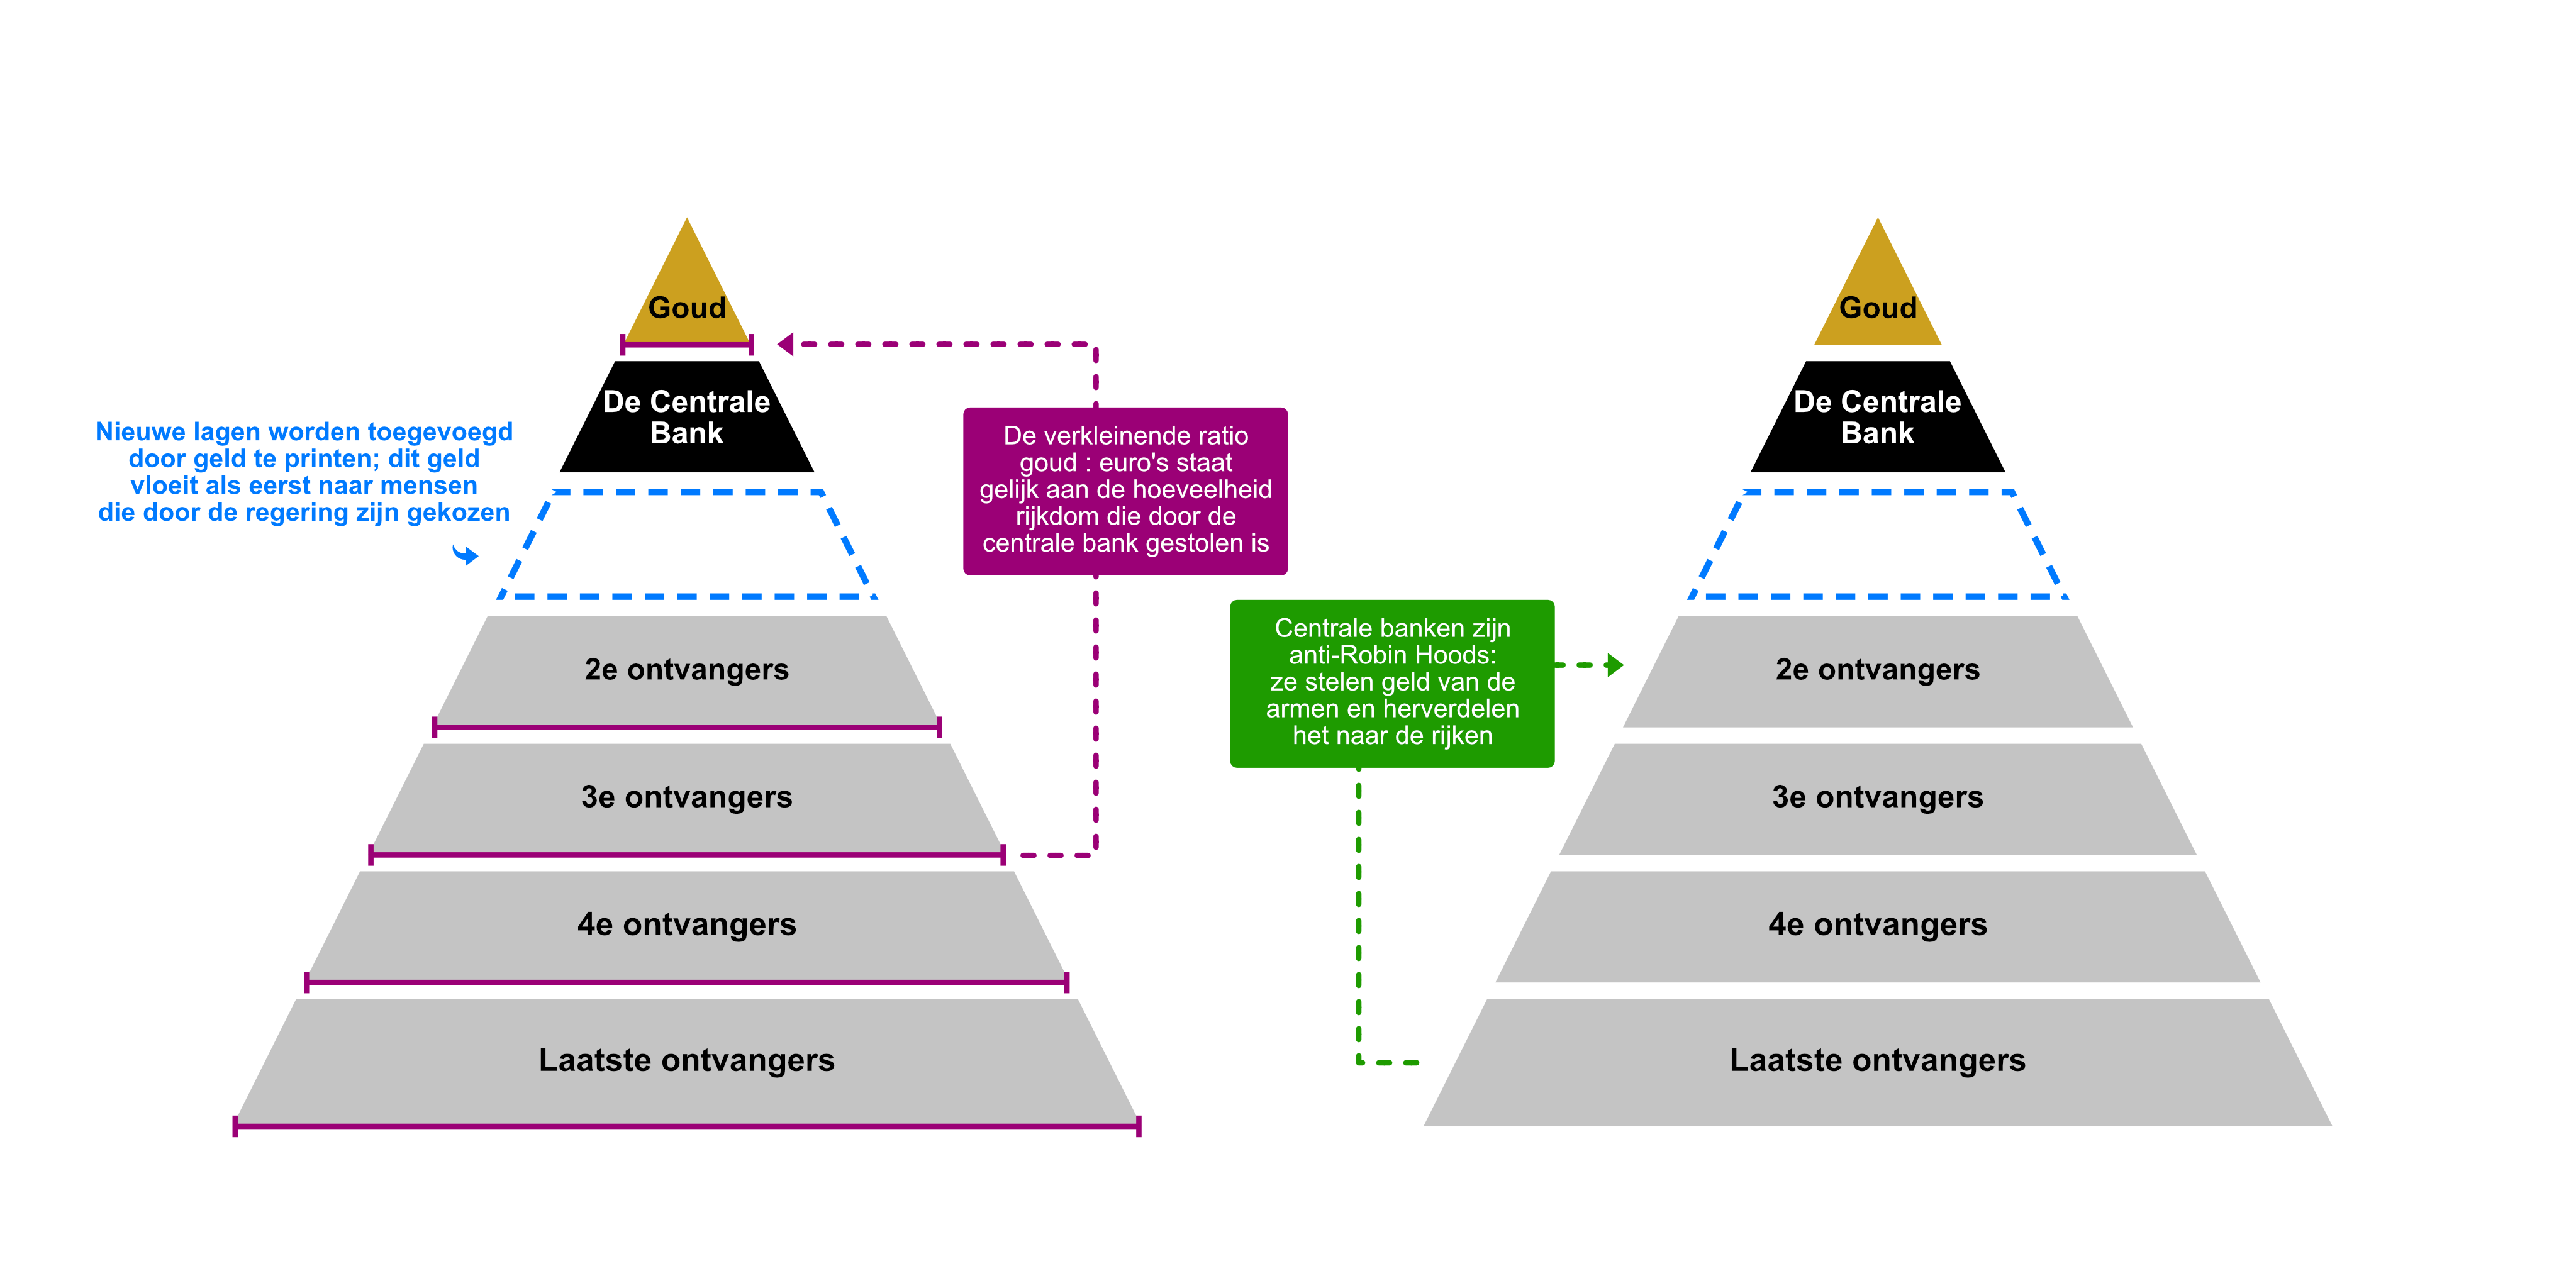 Goud
De Centrale
Bank
Nieuwe lagen worden toegevoegd
door geld te printen; dit geld
vloeit als eerst naar mensen
die door de regering zijn gekozen
De verkleinende ratio
goud : euro's staat
gelijk aan de hoeveelheid
rijkdom die door de
centrale bank gestolen is
2e ontvangers
3e ontvangers
4e ontvangers
Laatste ontvangers
Goud
De Centrale
Bank
Centrale banken zijn
anti-Robin Hoods:
ze stelen geld van de
armen en herverdelen
het naar de rijken
2e ontvangers
3e ontvangers
4e ontvangers
Laatste ontvangers